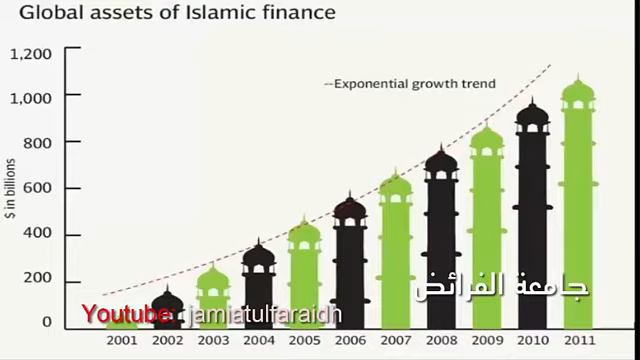 Global assets of Islamic finance
1,200
--Exponential growth trend
1,000
800
$ in billions
600
400
200
جامعة الفرائض
0
Youtube: jamiatulfaraidh
2001 2002 2003 2004 2005 2006 2007 2008 2009 2010 2011